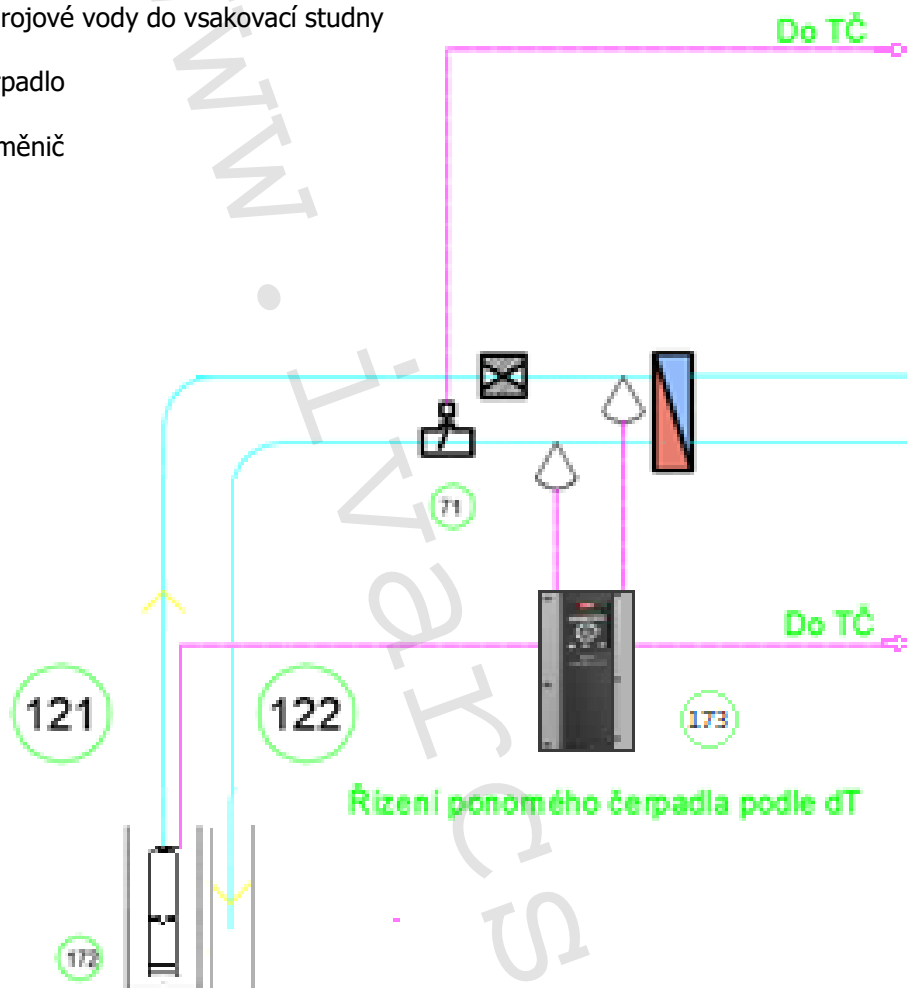 rojové vody do vsakovací studny
Do TČ
rpadlo
měnič
71
Do TČ
121
122
173
Řízení ponorného čerpadla podle dT
172
www.ivarcs